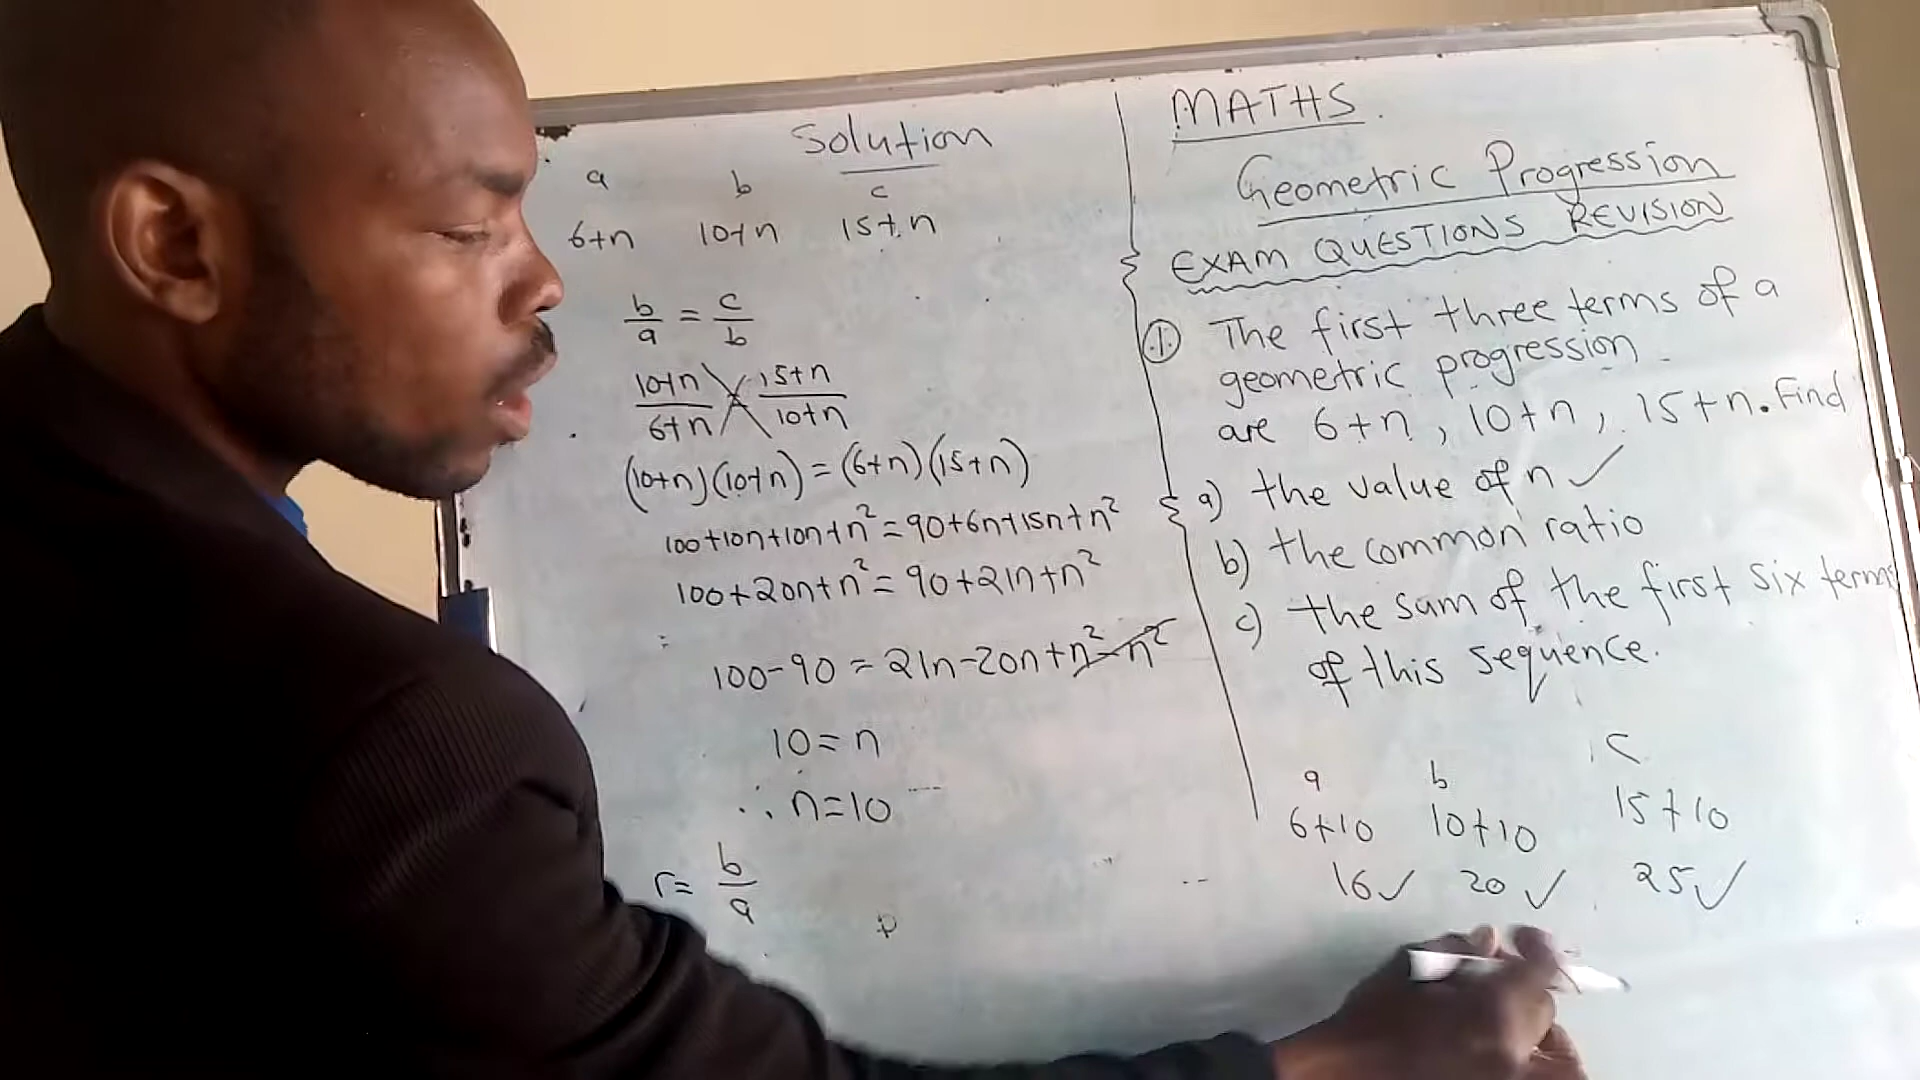 Solution
a b c
6+n 10+n 15+n
b/a = c/b
10+n/6+n 15+n/10+n
(10+n)(10+n) = (6+n)(15+n)
100+10n+10n+n² = 90+6n+15n+n²
100+20n+n² = 90+21n+n²
100-90 = 21n-20n+n²-n²
10=n
∴ n=10
r= b/a
MATHS.
Geometric Progression
EXAM QUESTIONS REVISION
1. The first three terms of a
geometric progression
are 6+n, 10+n, 15+n. Find
a) the value of n ✓
b) the common ratio
c) the sum of the first six terms
of this sequence.
a b c
6+10 10+10 15+10
16✓ 20✓ 25✓